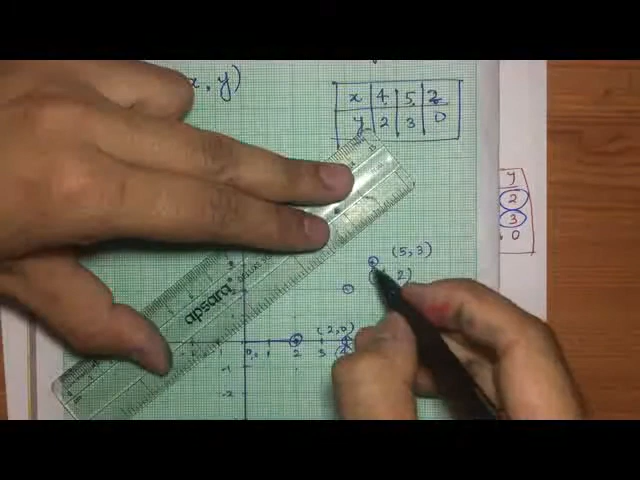 x, y)
x 4 5 2
y 2 3 0
y
2
3
0
(5,3)
2)
apsara
(2,0)
0 1 2 3
-1
-2